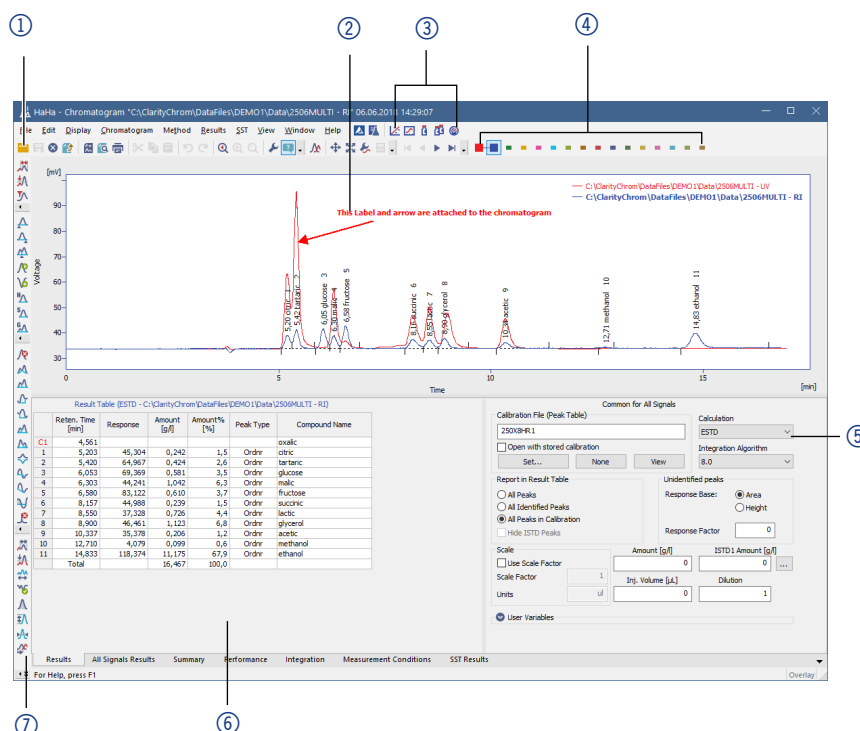 ① ② ③ ④
HaHa - Chromatogram "C:\ClarityChrom\DataFiles\DEMO1\Data\2506MULTI - RI" 06.06.2018 14:29:07
File Edit Display Chromatogram Method Results SST View Window Help
[mV]
C:\ClarityChrom\DataFiles\DEMO1\Data\2506MULTI - UV
C:\ClarityChrom\DataFiles\DEMO1\Data\2506MULTI - RI
This Label and arrow are attached to the chromatogram
90
80
70
60
50
40
30
Voltage
5,20 citric 1
5,42 tartaric 2
6,05 glucose 3
6,30 malic 4
6,58 fructose 5
8,16 succinic 6
8,55 lactic 7
8,90 glycerol 8
10,34 acetic 9
12,71 methanol 10
14,83 ethanol 11
0 5 10 15
Time [min]
Result Table (ESTD - C:\ClarityChrom\DataFiles\DEMO1\Data\2506MULTI - RI)
Reten. Time [min] Response Amount [g/l] Amount% [%] Peak Type Compound Name
C1 4,561 oxalic
1 5,203 45,304 0,242 1,5 Ordnr citric
2 5,420 64,967 0,424 2,6 Ordnr tartaric
3 6,053 69,369 0,581 3,5 Ordnr glucose
4 6,303 44,241 1,042 6,3 Ordnr malic
5 6,580 83,122 0,610 3,7 Ordnr fructose
6 8,157 44,988 0,239 1,5 Ordnr succinic
7 8,550 37,328 0,726 4,4 Ordnr lactic
8 8,900 46,461 1,123 6,8 Ordnr glycerol
9 10,337 35,378 0,206 1,2 Ordnr acetic
10 12,710 4,079 0,099 0,6 Ordnr methanol
11 14,833 118,374 11,175 67,9 Ordnr ethanol
Total 16,467 100,0
Common for All Signals
Calibration File (Peak Table)
250X8HR1
Open with stored calibration
Set... None View
Calculation
ESTD
⑤
Integration Algorithm
8.0
Report in Result Table
All Peaks
All Identified Peaks
All Peaks in Calibration
Hide ISTD Peaks
Unidentified peaks
Response Base: Area
Height
Response Factor 0
Scale
Use Scale Factor
Scale Factor 1
Units ul
Amount [g/l]
0
ISTD1 Amount [g/l]
0 ...
Inj. Volume [µL]
0
Dilution
1
User Variables
Results All Signals Results Summary Performance Integration Measurement Conditions SST Results
For Help, press F1 Overlay
⑦ ⑥